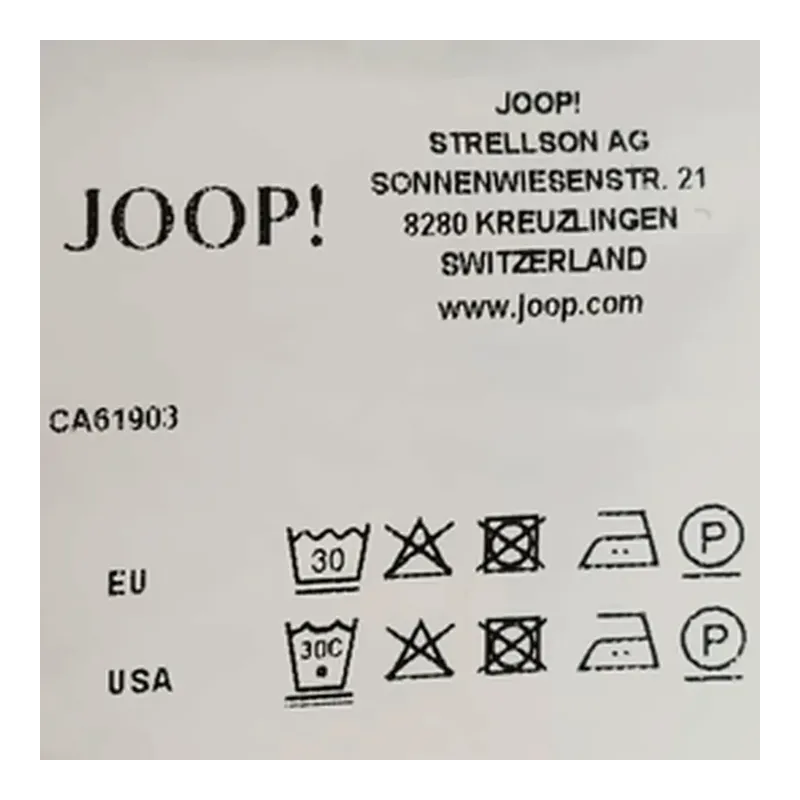 JOOP!
JOOP!
STRELLSON AG
SONNENWIESENSTR. 21
8280 KREUZLINGEN
SWITZERLAND
www.joop.com
CA61903
EU 30 P
USA 30C P